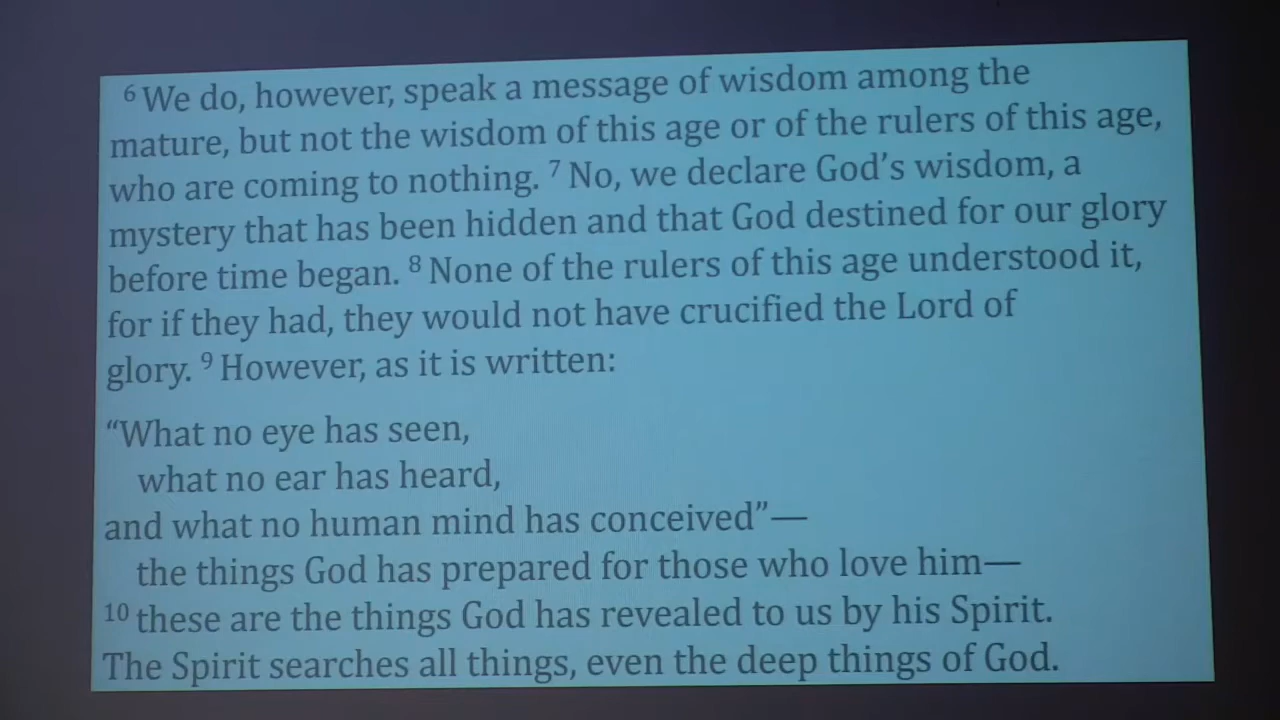 6 We do, however, speak a message of wisdom among the
mature, but not the wisdom of this age or of the rulers of this age,
who are coming to nothing. 7 No, we declare God’s wisdom, a
mystery that has been hidden and that God destined for our glory
before time began. 8 None of the rulers of this age understood it,
for if they had, they would not have crucified the Lord of
glory. 9 However, as it is written:
“What no eye has seen,
what no ear has heard,
and what no human mind has conceived”—
the things God has prepared for those who love him—
10 these are the things God has revealed to us by his Spirit.
The Spirit searches all things, even the deep things of God.